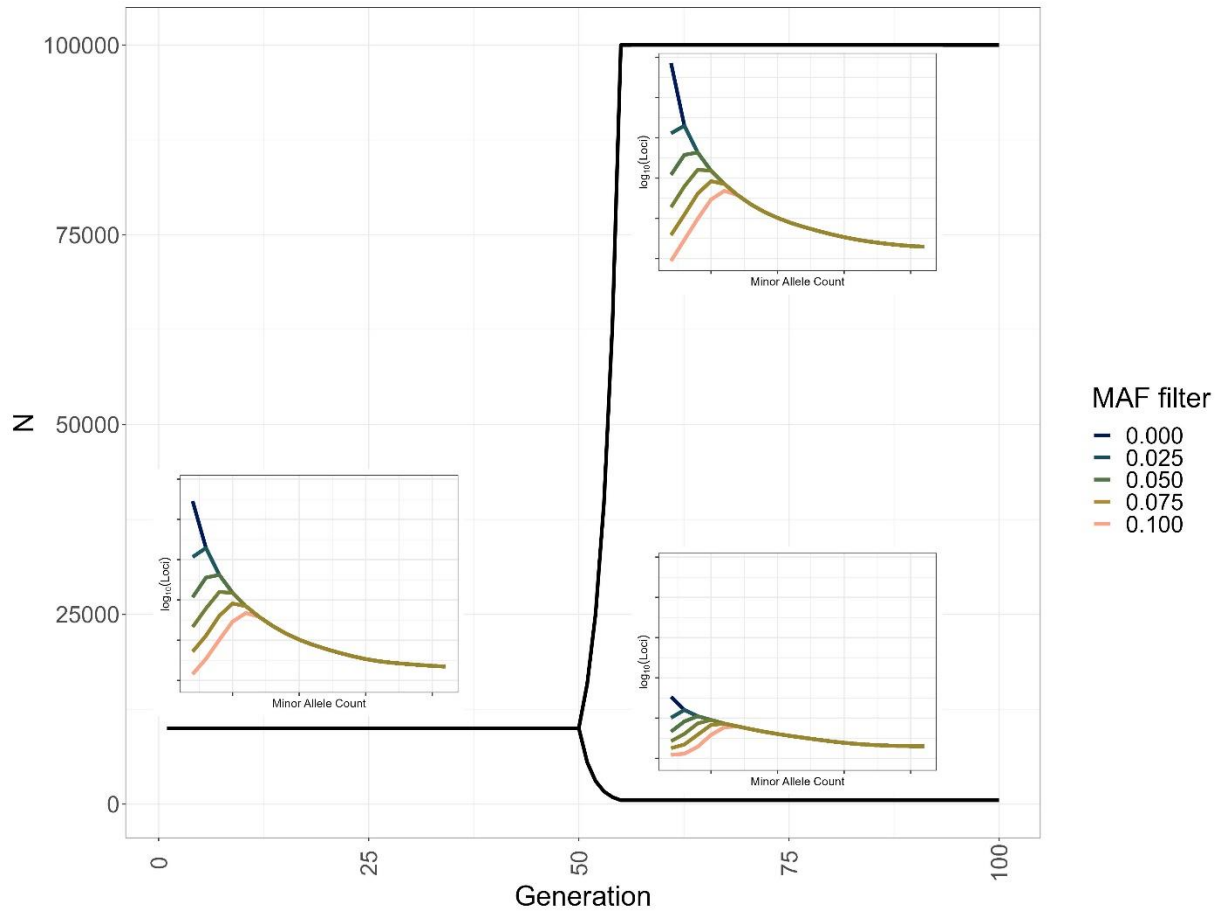 100000
75000
50000
25000
0
N
log₁₀(Loci)
Minor Allele Count
log₁₀(Loci)
Minor Allele Count
log₁₀(Loci)
Minor Allele Count
0
25
50
75
100
Generation
MAF filter
0.000
0.025
0.050
0.075
0.100